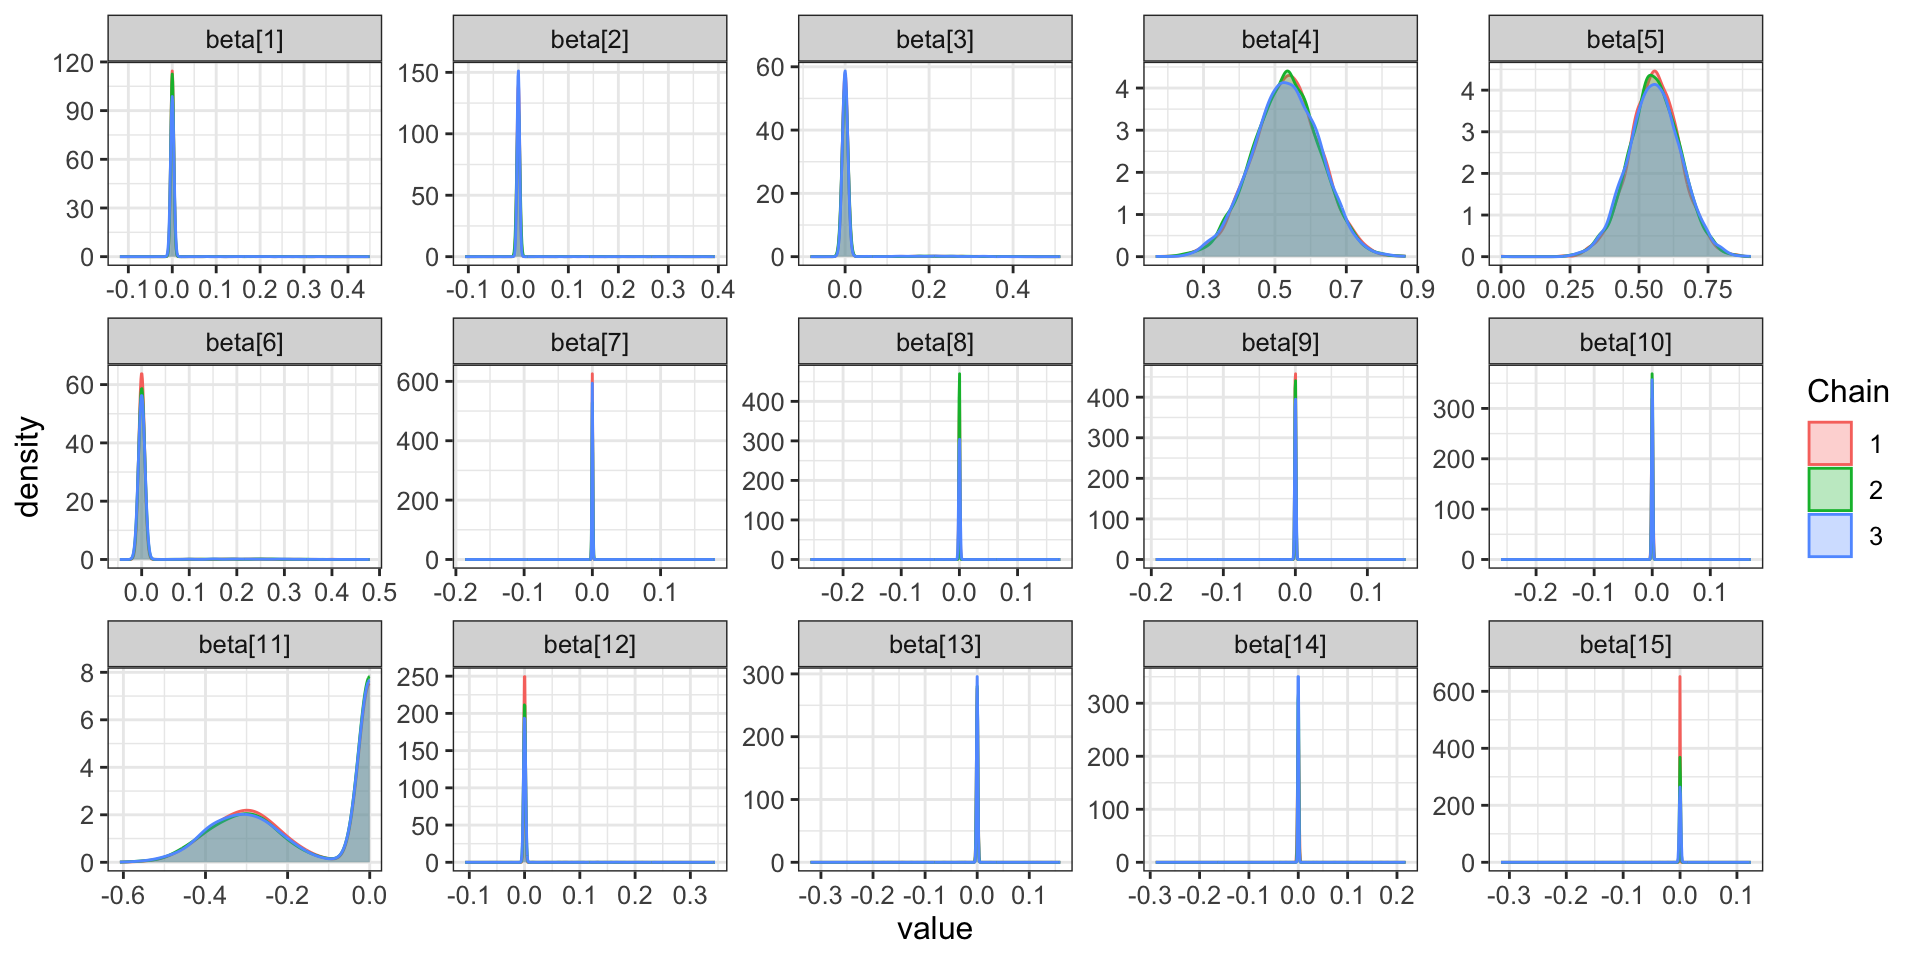 beta[1] beta[2] beta[3] beta[4] beta[5]
120 90 60 30 0
-0.1 0.0 0.1 0.2 0.3 0.4
150 100 50 0
-0.1 0.0 0.1 0.2 0.3 0.4
60 40 20 0
0.0 0.2 0.4
4 3 2 1 0
0.3 0.5 0.7 0.9
4 3 2 1 0
0.00 0.25 0.50 0.75
beta[6] beta[7] beta[8] beta[9] beta[10]
60 40 20 0
0.0 0.1 0.2 0.3 0.4 0.5
600 400 200 0
-0.2 -0.1 0.0 0.1
400 300 200 100 0
-0.2 -0.1 0.0 0.1
400 300 200 100 0
-0.2 -0.1 0.0 0.1
300 200 100 0
-0.2 -0.1 0.0 0.1
beta[11] beta[12] beta[13] beta[14] beta[15]
8 6 4 2 0
-0.6 -0.4 -0.2 0.0
250 200 150 100 50 0
-0.1 0.0 0.1 0.2 0.3
300 200 100 0
-0.3 -0.2 -0.1 0.0 0.1
300 200 100 0
-0.3 -0.2 -0.1 0.0 0.1 0.2
600 400 200 0
-0.3 -0.2 -0.1 0.0 0.1
density
value
Chain
1
2
3